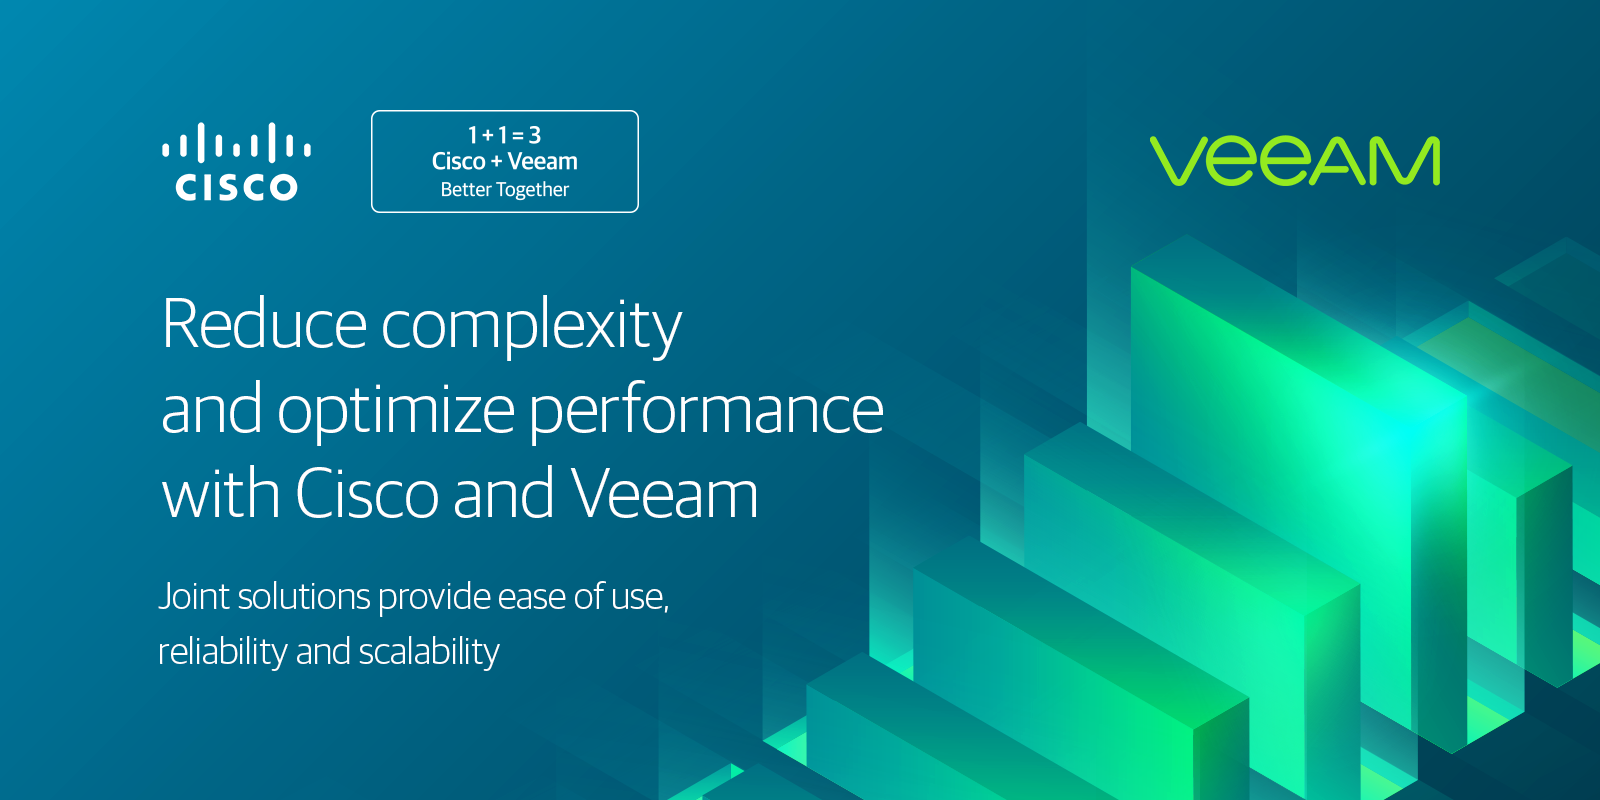 CISCO
1 + 1 = 3
Cisco + Veeam
Better Together
VEEAM
Reduce complexity
and optimize performance
with Cisco and Veeam
Joint solutions provide ease of use,
reliability and scalability